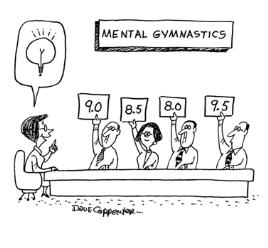 MENTAL GYMNASTICS
9.0 8.5 8.0 9.5
Dave Carpenter...